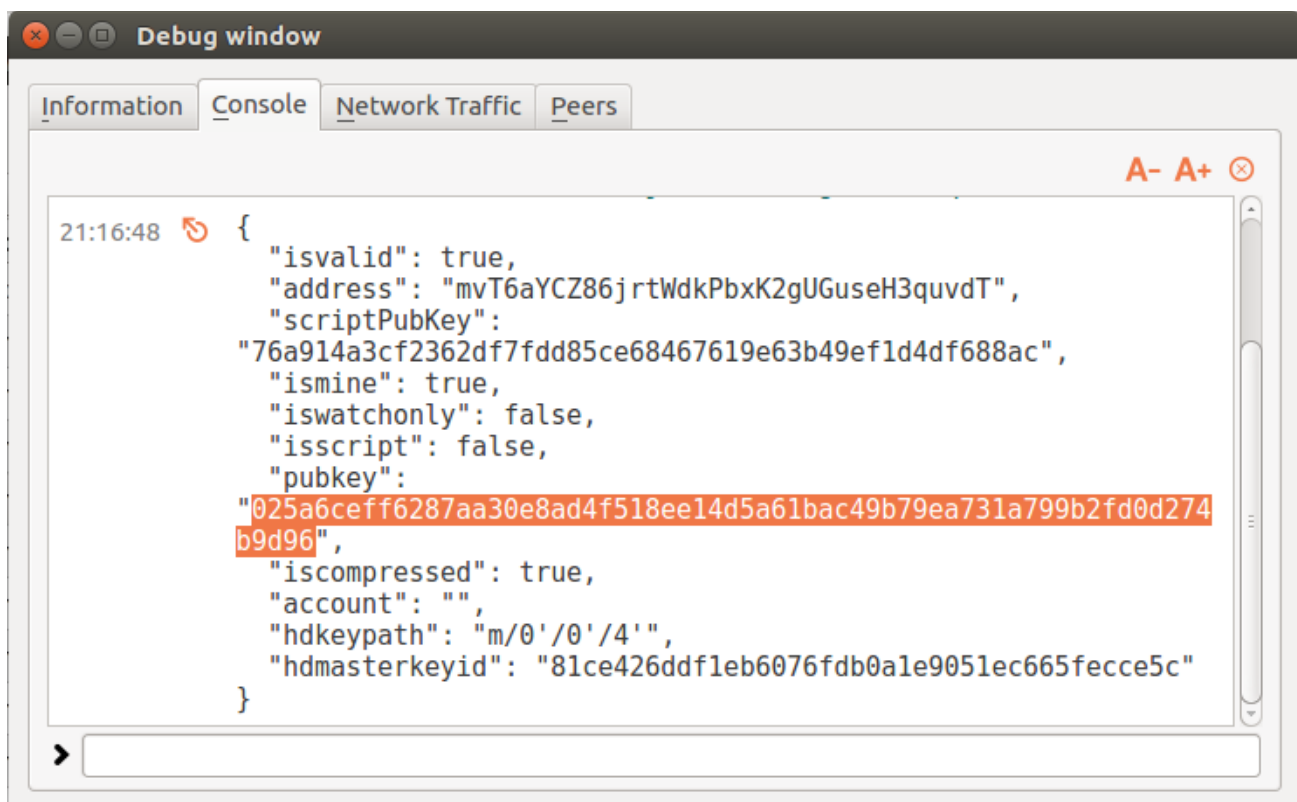 Debug window
Information Console Network Traffic Peers
A- A+
21:16:48 {
"isvalid": true,
"address": "mvT6aYCZ86jrtWdkPbxK2gUGuseH3quvdT",
"scriptPubKey":
"76a914a3cf2362df7fdd85ce68467619e63b49ef1d4df688ac",
"ismine": true,
"iswatchonly": false,
"isscript": false,
"pubkey":
"025a6ceff6287aa30e8ad4f518ee14d5a61bac49b79ea731a799b2fd0d274
b9d96",
"iscompressed": true,
"account": "",
"hdkeypath": "m/0'/0'/4'",
"hdmasterkeyid": "81ce426ddf1eb6076fdb0a1e9051ec665fecce5c"
}